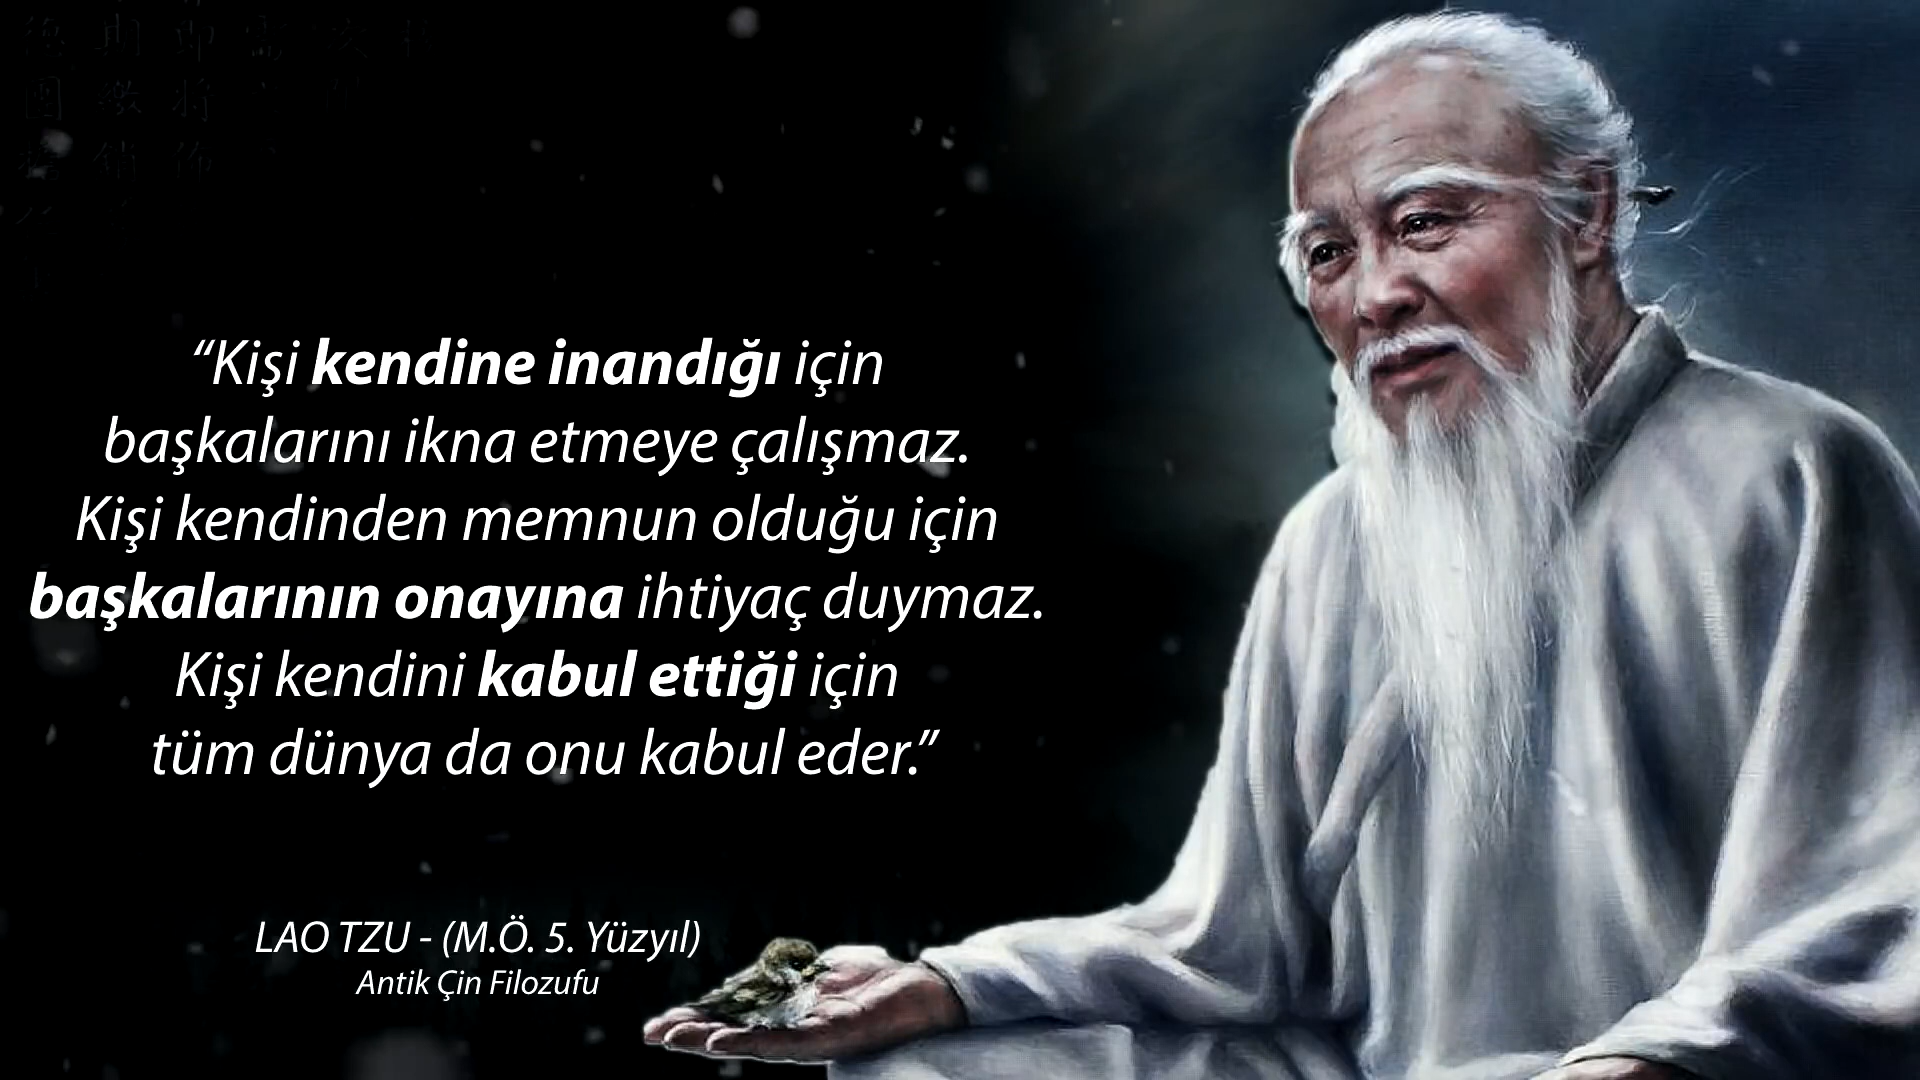 “Kişi kendine inandığı için
başkalarını ikna etmeye çalışmaz.
Kişi kendinden memnun olduğu için
başkalarının onayına ihtiyaç duymaz.
Kişi kendini kabul ettiği için
tüm dünya da onu kabul eder.”
LAO TZU - (M.Ö. 5. Yüzyıl)
Antik Çin Filozufu